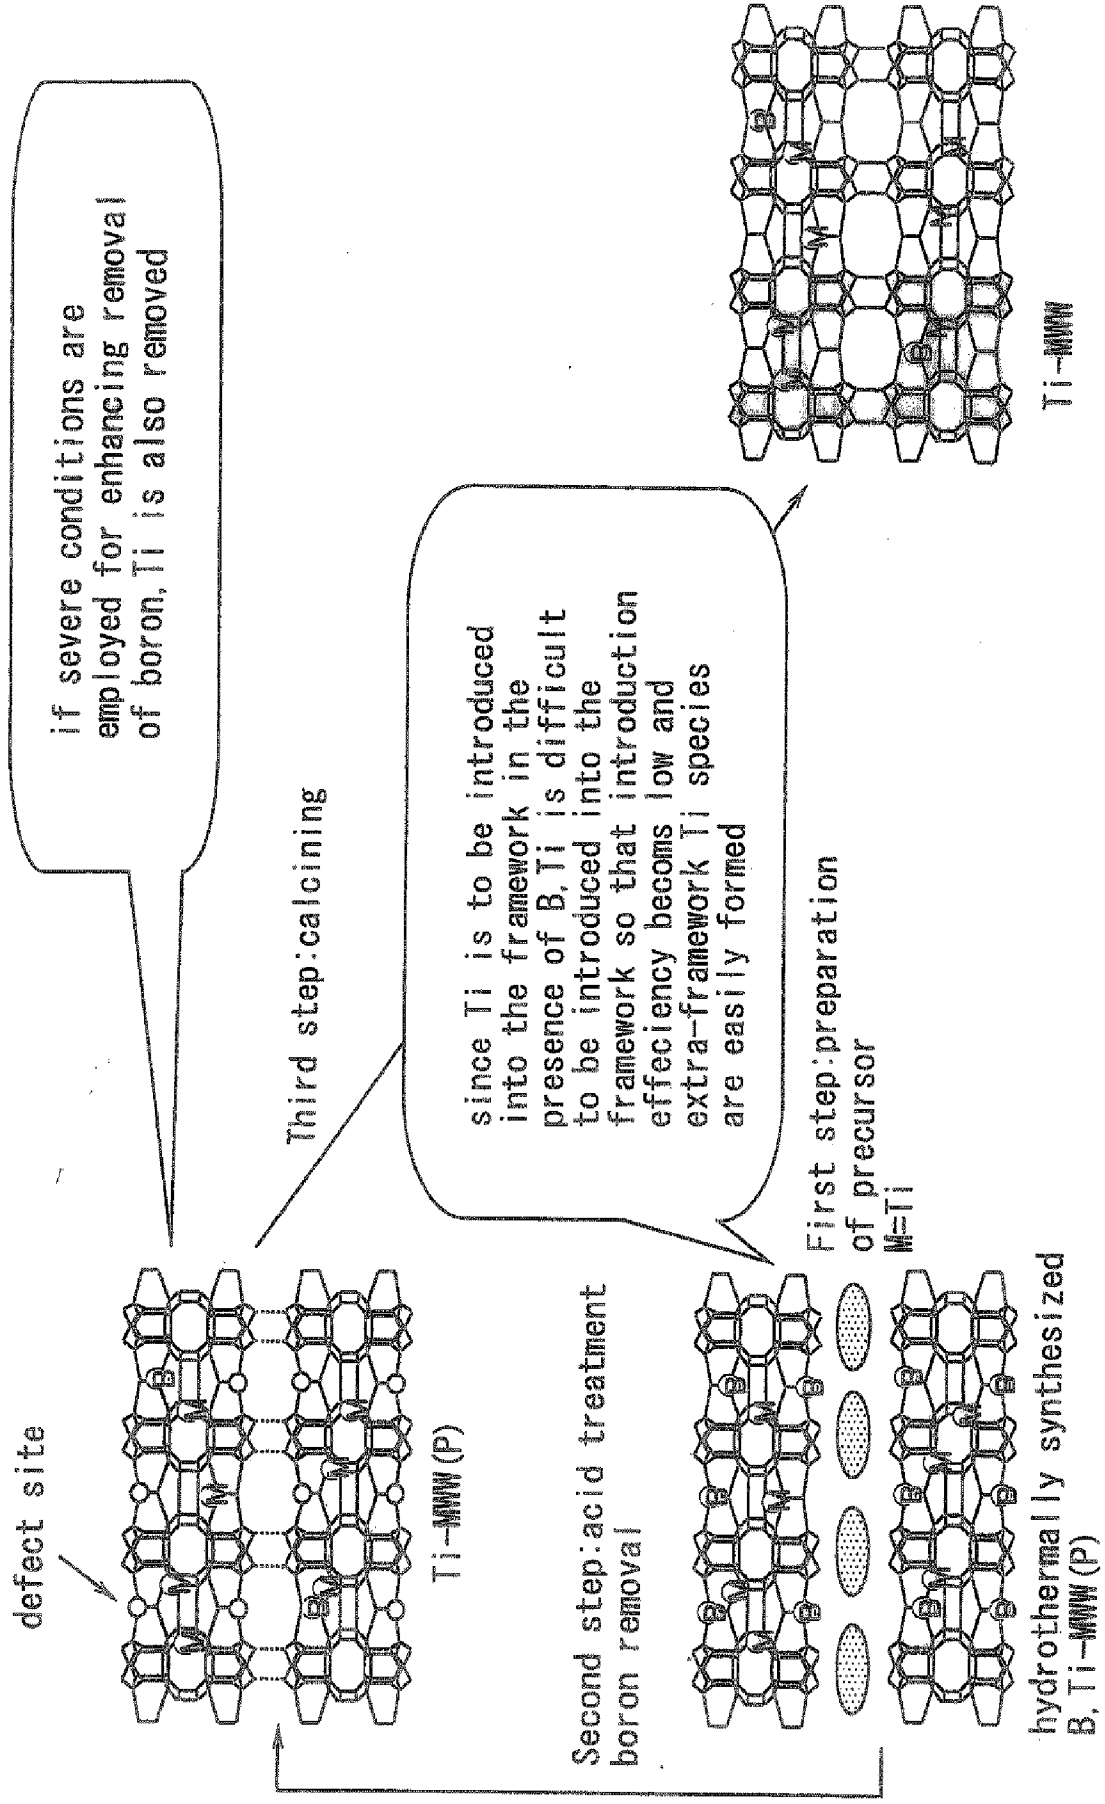 defect site
if severe conditions are
employed for enhancing removal
of boron,Ti is also removed
B
M
M
M
M
B
M
M
M
Ti-MWW(P)
Third step:calcining
Second step:acid treatment
boron removal
since Ti is to be introduced
into the framework in the
presence of B,Ti is difficult
to be introduced into the
framework so that introduction
effeciency becoms low and
extra-framework Ti species
are easily formed
B
B
B
M
M
M
M
B
B
First step:preparation
of precursor
M=Ti
B
B
B
M
M
M
B
B
B
hydrothermally synthesized
B,Ti-MWW(P)
B
M
M
M
M
B
M
M
M
Ti-MWW